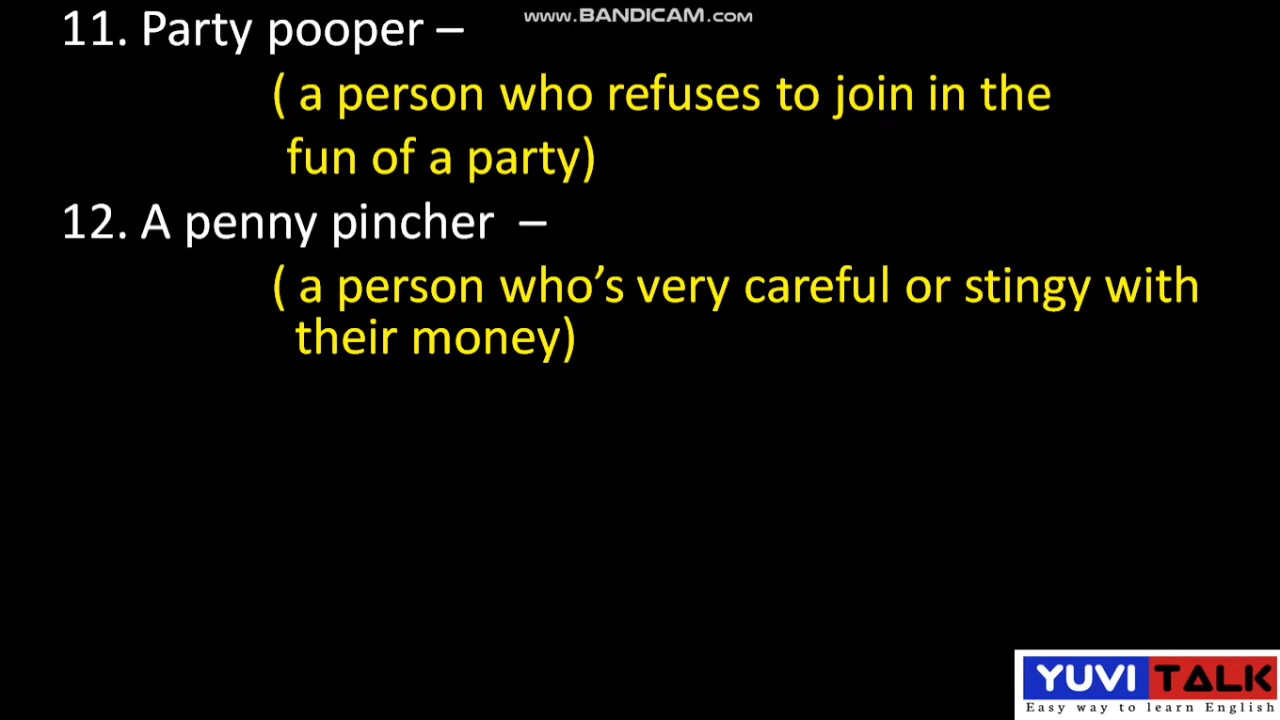 www.BANDICAM.com
11. Party pooper –
( a person who refuses to join in the
fun of a party)
12. A penny pincher –
( a person who’s very careful or stingy with
their money)
YUVI TALK
Easy way to learn English